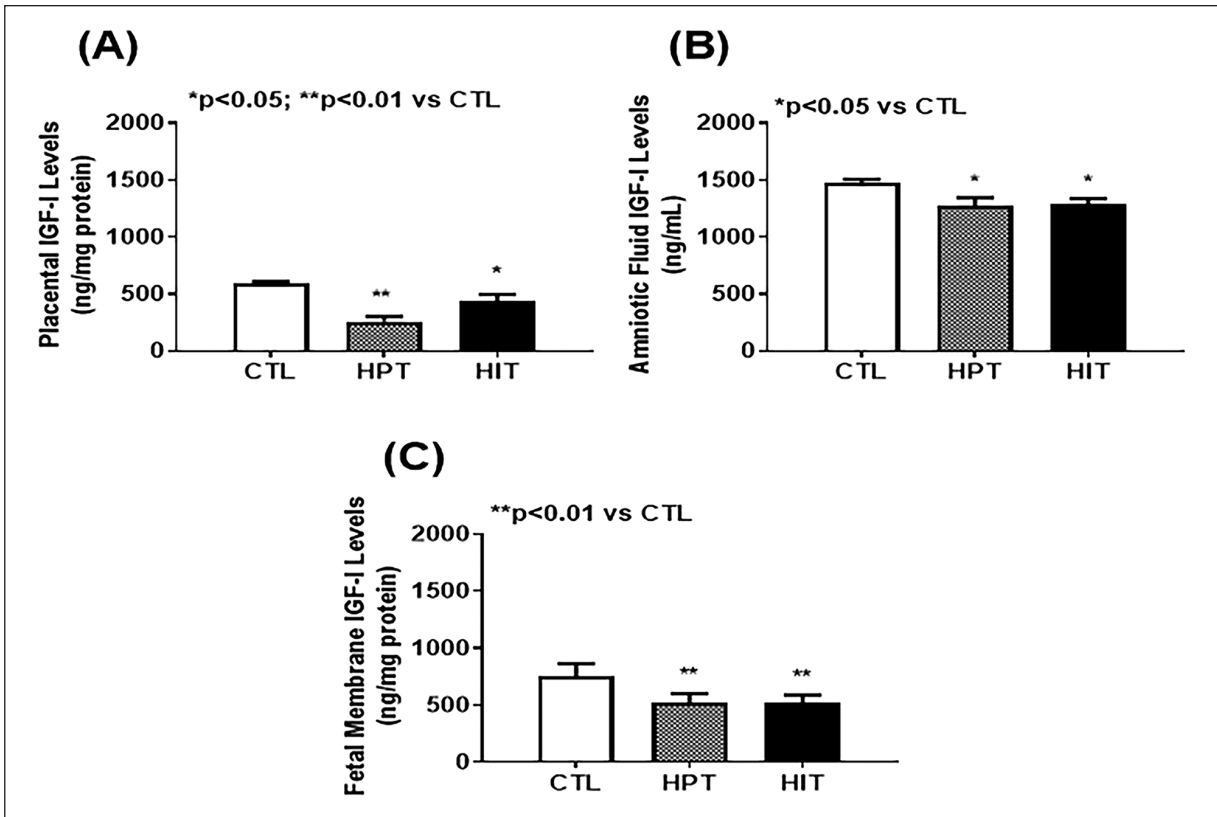 (A)
*p<0.05; **p<0.01 vs CTL
Placental IGF-I Levels
(ng/mg protein)
2000
1500
1000
500
0
**
*
CTL HPT HIT
(B)
*p<0.05 vs CTL
Amniotic Fluid IGF-I Levels
(ng/mL)
2000
1500
1000
500
0
*
*
CTL HPT HIT
(C)
**p<0.01 vs CTL
Fetal Membrane IGF-I Levels
(ng/mg protein)
2000
1500
1000
500
0
**
**
CTL HPT HIT